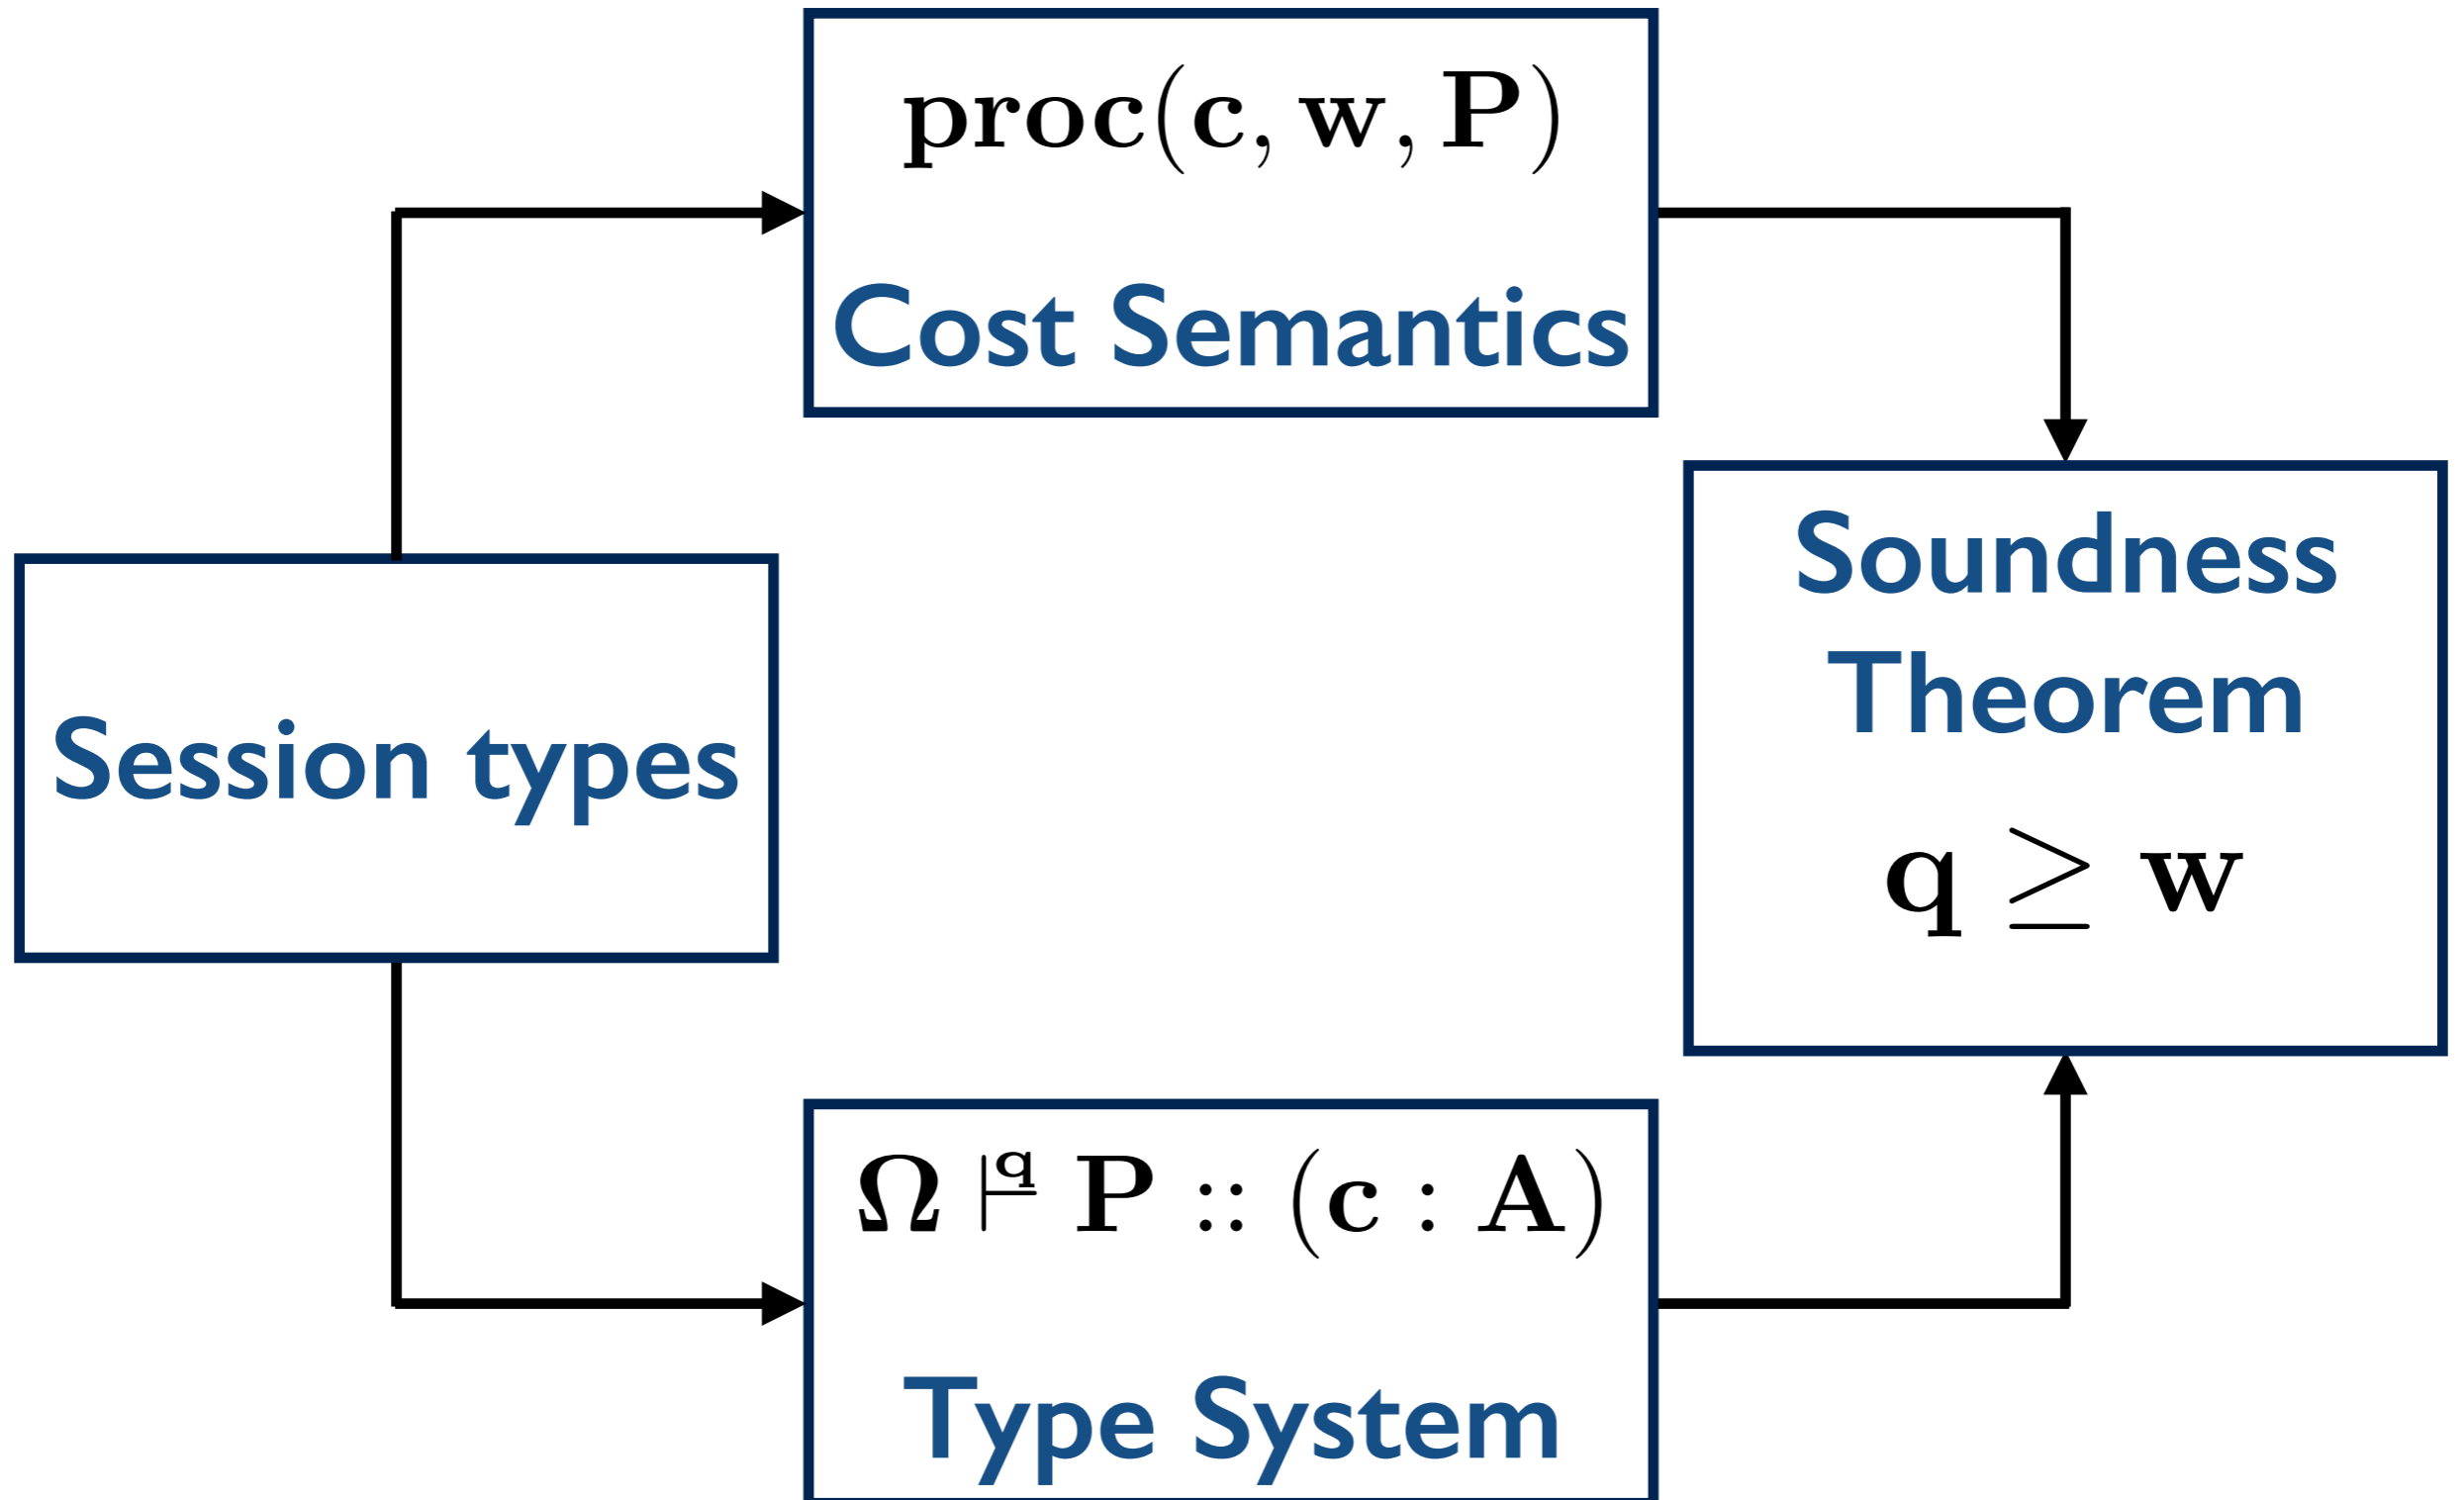 proc(c, w, P)
Cost Semantics
Session types
Soundness
Theorem
q ≥ w
Ω ⊢^q P :: (c : A)
Type System